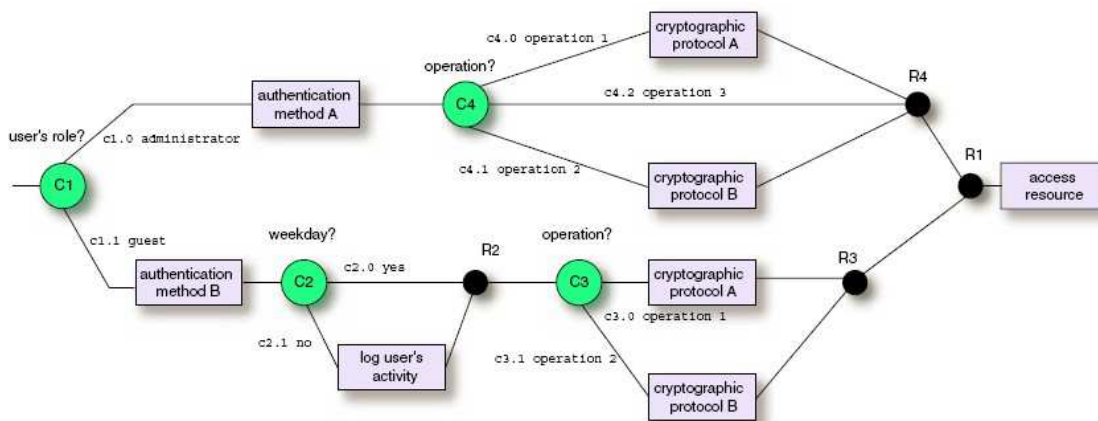 user's role?
C1
c1.0 administrator
authentication
method A
operation?
C4
c4.0 operation 1
cryptographic
protocol A
c4.2 operation 3
c4.1 operation 2
cryptographic
protocol B
R4
R1
access
resource
c1.1 guest
authentication
method B
weekday?
C2
c2.0 yes
c2.1 no
log user's
activity
R2
operation?
C3
cryptographic
protocol A
c3.0 operation 1
c3.1 operation 2
cryptographic
protocol B
R3